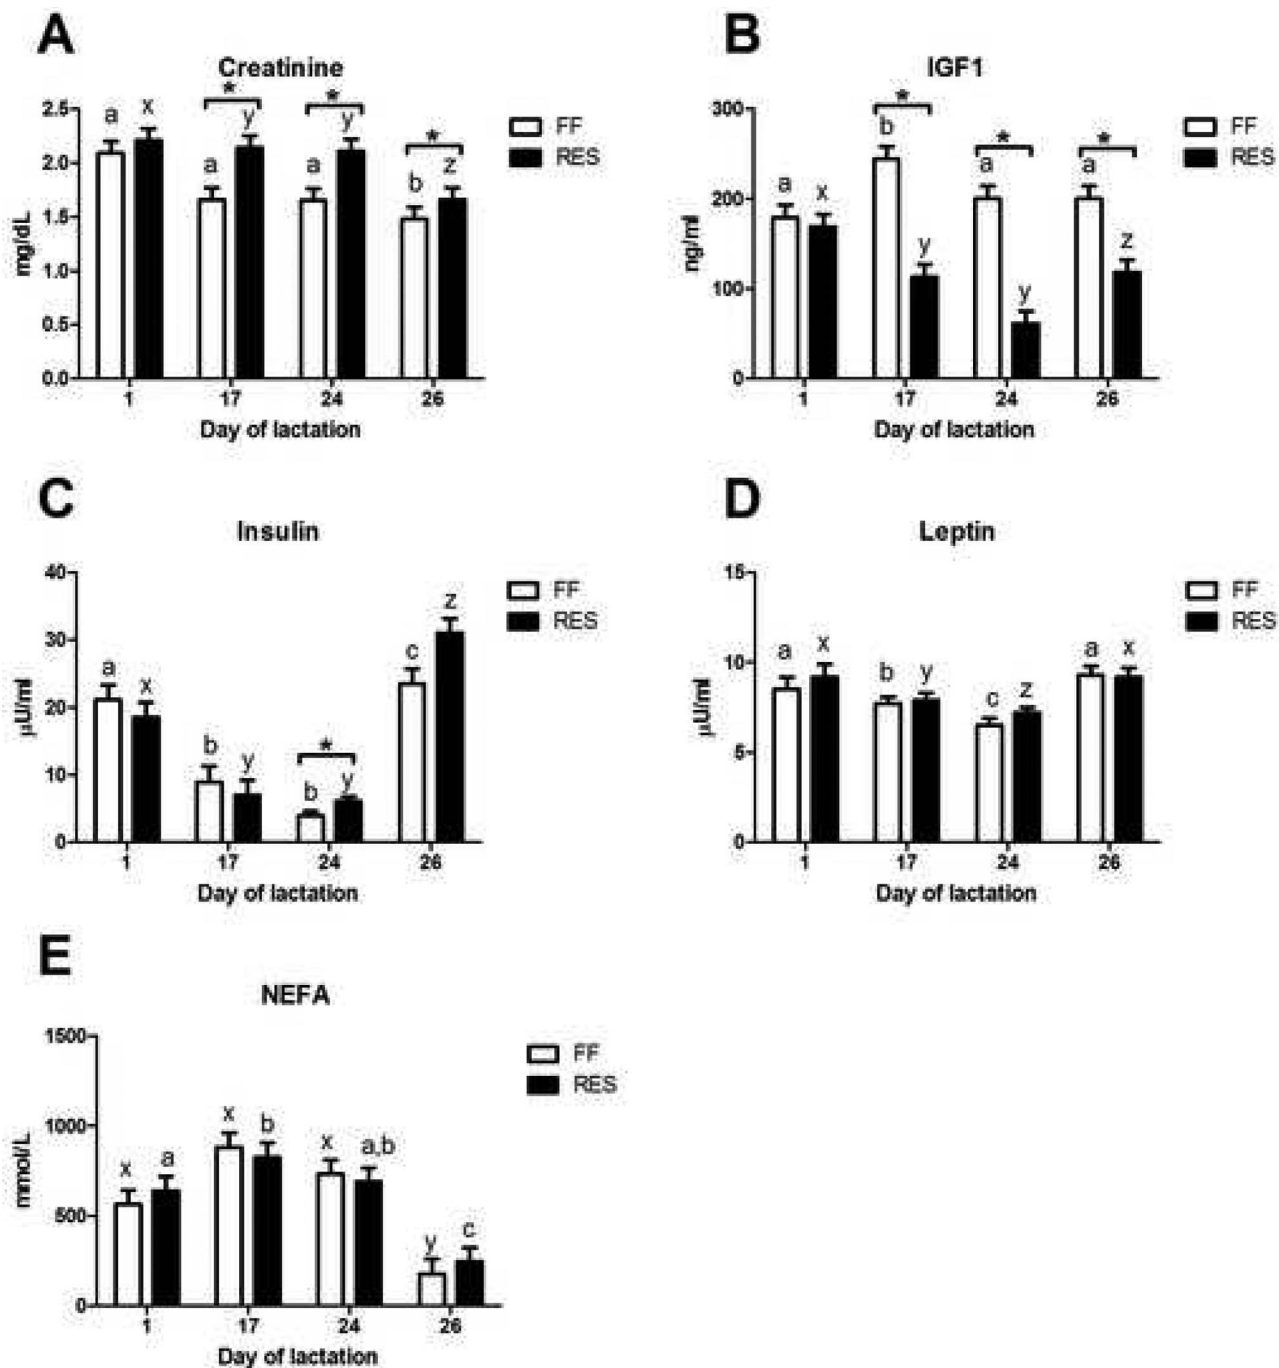 A
Creatinine
2.5
2.0
1.5
1.0
0.5
0.0
mg/dL
a x
* a y
* a y
* b z
FF
RES
1 17 24 26
Day of lactation
B
IGF1
300
200
100
0
ng/ml
a x
* b y
* a y
* a z
FF
RES
1 17 24 26
Day of lactation
C
Insulin
40
30
20
10
0
µU/ml
a x
b y
* b y
c z
FF
RES
1 17 24 26
Day of lactation
D
Leptin
15
10
5
0
µU/ml
a x
b y
c z
a x
FF
RES
1 17 24 26
Day of lactation
E
NEFA
1500
1000
500
0
mmol/L
x a
x b
x a,b
y c
FF
RES
1 17 24 26
Day of lactation